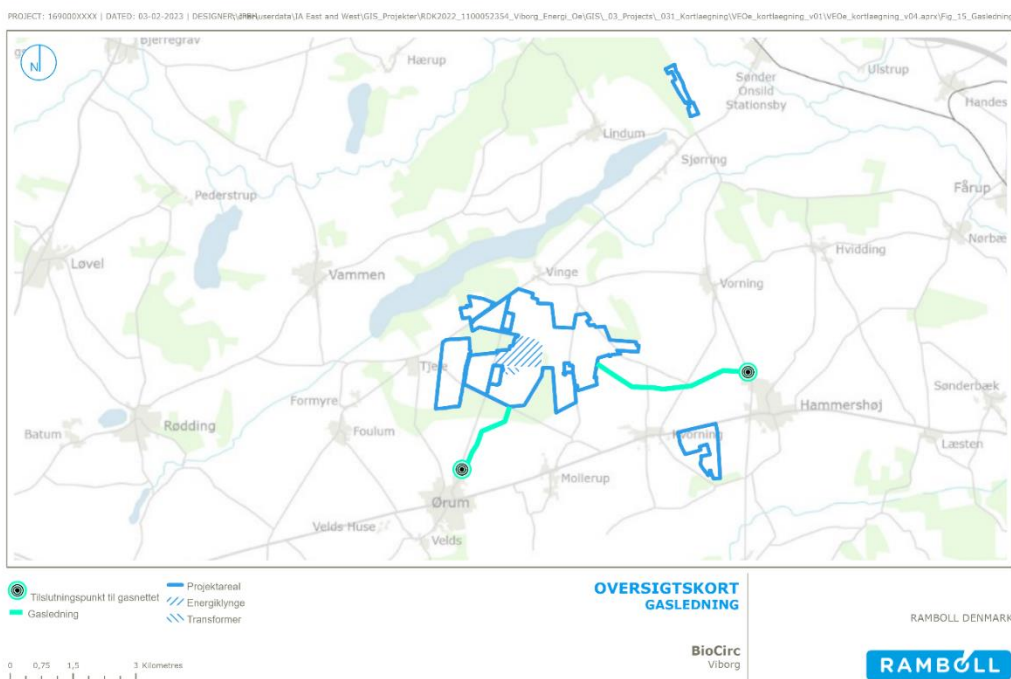 PROJECT: 169000XXXX | DATED: 03-02-2023 | DESIGNER:
userdata\IA East and West\GIS_Projekter\RDK2022_1100052354_Viborg_Energi_Oe\GIS\_03_Projects\_031_Kortlaegning\VEOe_kortlaegning_v01\VEOe_kortlaegning_v04.aprx\Fig_15_Gasledning
N
Bjerregrav
Hærup
Sønder
Onsild
Stationsby
Ulstrup
Handes
Lindum
Sjørring
Pederstrup
Fårup
Løvel
Vammen
Vinge
Hvidding
Nørbæ
Vorning
Tjele
Formyre
Hammershøj
Sønderbæk
Batum
Rødding
Foulum
Kvorning
Læsten
Mollerup
Ørum
Velds Huse
Velds
Tilslutningspunkt til gasnettet
Gasledning
Projektareal
Energiklynge
Transformer
0 0,75 1,5 3 Kilometres
OVERSIGTSKORT
GASLEDNING
BioCirc
Viborg
RAMBOLL DENMARK
RAMBOLL